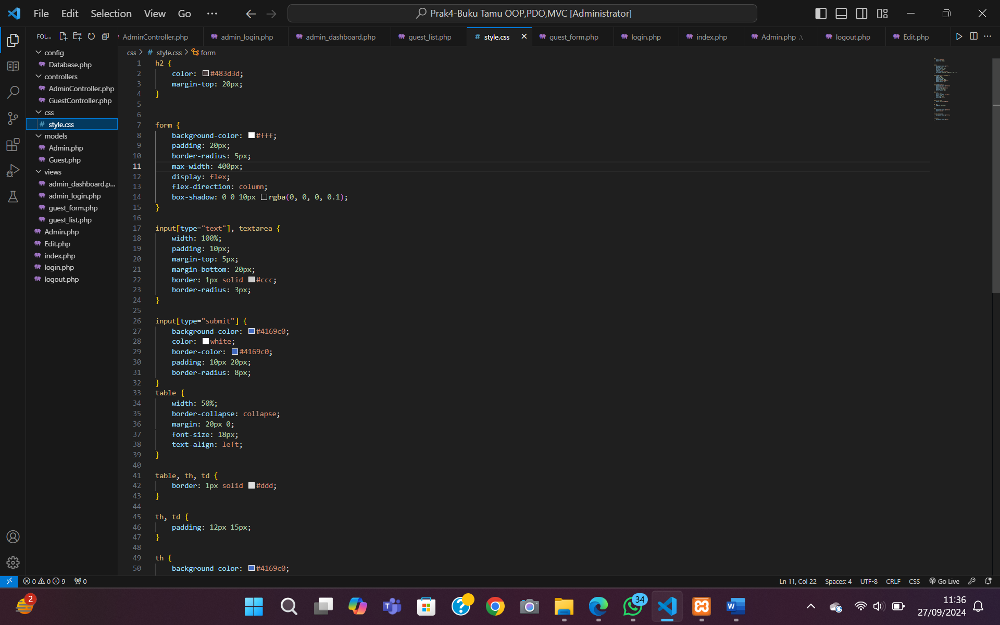 File Edit Selection View Go ··· Prak4-Buku Tamu OOP,PDO,MVC [Administrator]
FOL...
AdminController.php admin_login.php admin_dashboard.php guest_list.php # style.css guest_form.php login.php index.php Admin.php .\ logout.php Edit.php
css > # style.css > form
config
Database.php
controllers
AdminController.php
GuestController.php
css
# style.css
models
Admin.php
Guest.php
views
admin_dashboard.p...
admin_login.php
guest_form.php
guest_list.php
Admin.php
Edit.php
index.php
login.php
logout.php
1 h2 {
2     color: #483d3d;
3     margin-top: 20px;
4 }
5
6
7 form {
8     background-color: #fff;
9     padding: 20px;
10     border-radius: 5px;
11     max-width: 400px;
12     display: flex;
13     flex-direction: column;
14     box-shadow: 0 0 10px rgba(0, 0, 0, 0.1);
15 }
16
17 input[type="text"], textarea {
18     width: 100%;
19     padding: 10px;
20     margin-top: 5px;
21     margin-bottom: 20px;
22     border: 1px solid #ccc;
23     border-radius: 3px;
24 }
25
26 input[type="submit"] {
27     background-color: #4169c0;
28     color: white;
29     border-color: #4169c0;
30     padding: 10px 20px;
31     border-radius: 8px;
32 }
33 table {
34     width: 50%;
35     border-collapse: collapse;
36     margin: 20px 0;
37     font-size: 18px;
38     text-align: left;
39 }
40
41 table, th, td {
42     border: 1px solid #ddd;
43 }
44
45 th, td {
46     padding: 12px 15px;
47 }
48
49 th {
50     background-color: #4169c0;
0 0 9 0 Ln 11, Col 22 Spaces: 4 UTF-8 CRLF CSS Go Live
2 34 11:36
27/09/2024